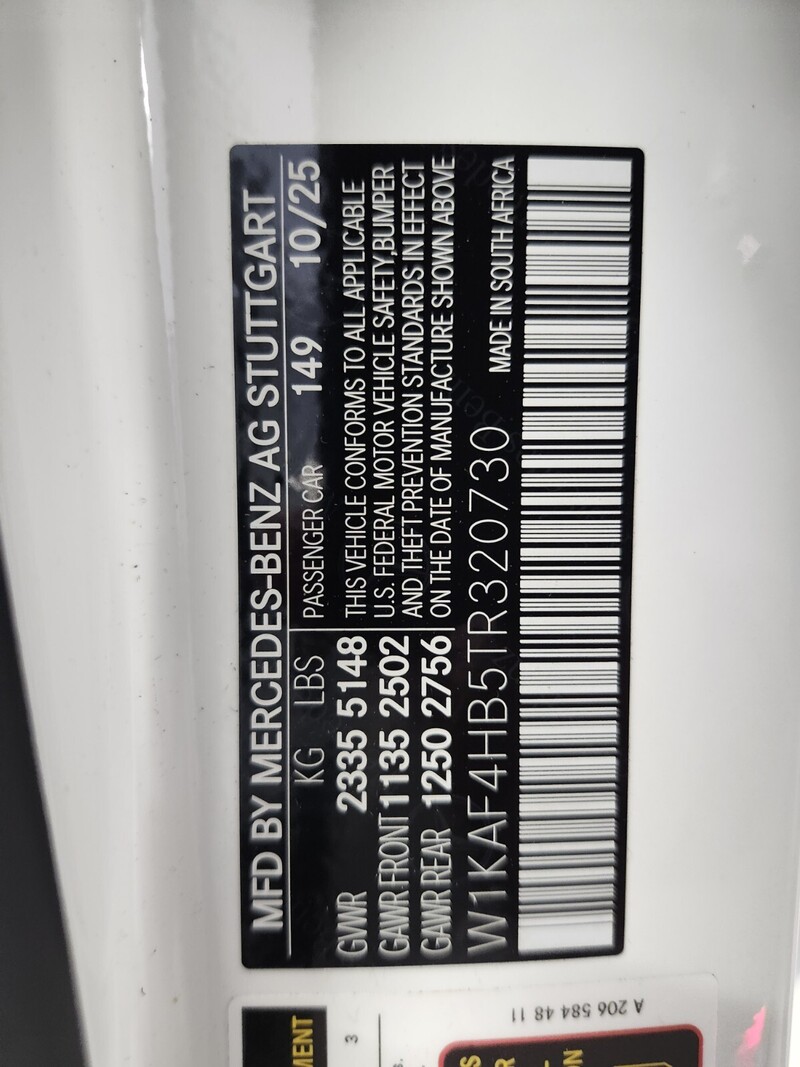 MFD BY MERCEDES-BENZ AG STUTTGART
KG LBS PASSENGER CAR 149 10/25
GVWR 2335 5148 THIS VEHICLE CONFORMS TO ALL APPLICABLE
U.S. FEDERAL MOTOR VEHICLE SAFETY,BUMPER
GAWR FRONT 1135 2502 AND THEFT PREVENTION STANDARDS IN EFFECT
GAWR REAR 1250 2756 ON THE DATE OF MANUFACTURE SHOWN ABOVE
W1KAF4HB5TR320730 MADE IN SOUTH AFRICA
A 206 584 48 11
3